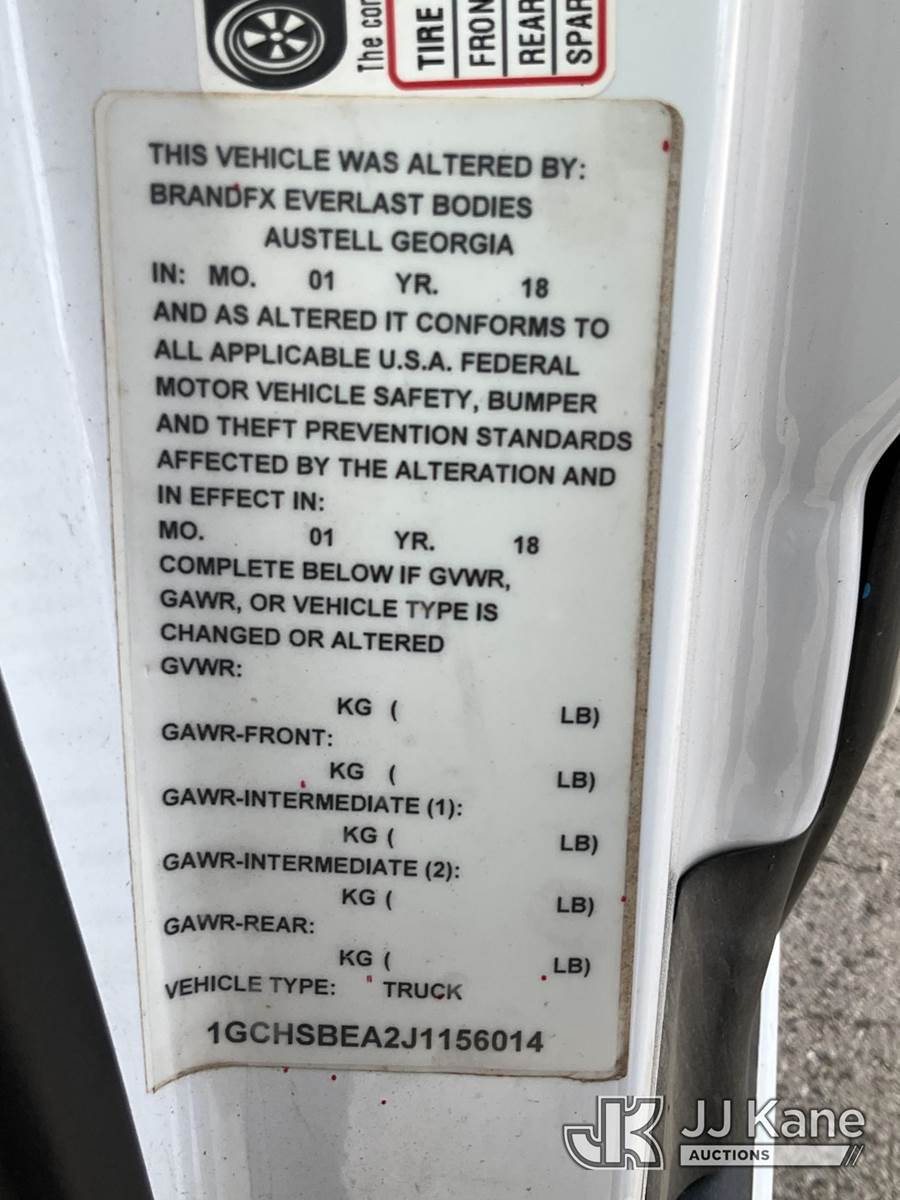 The
TIRE
FRON
REAR
SPAR
THIS VEHICLE WAS ALTERED BY:
BRANDFX EVERLAST BODIES
AUSTELL GEORGIA
IN: MO. 01 YR. 18
AND AS ALTERED IT CONFORMS TO
ALL APPLICABLE U.S.A. FEDERAL
MOTOR VEHICLE SAFETY, BUMPER
AND THEFT PREVENTION STANDARDS
AFFECTED BY THE ALTERATION AND
IN EFFECT IN:
MO. 01 YR. 18
COMPLETE BELOW IF GVWR,
GAWR, OR VEHICLE TYPE IS
CHANGED OR ALTERED
GVWR:
KG ( LB)
GAWR-FRONT:
KG ( LB)
GAWR-INTERMEDIATE (1):
KG ( LB)
GAWR-INTERMEDIATE (2):
KG ( LB)
GAWR-REAR:
KG ( LB)
VEHICLE TYPE: " TRUCK
1GCHSBEA2J1156014
JK JJ Kane
AUCTIONS